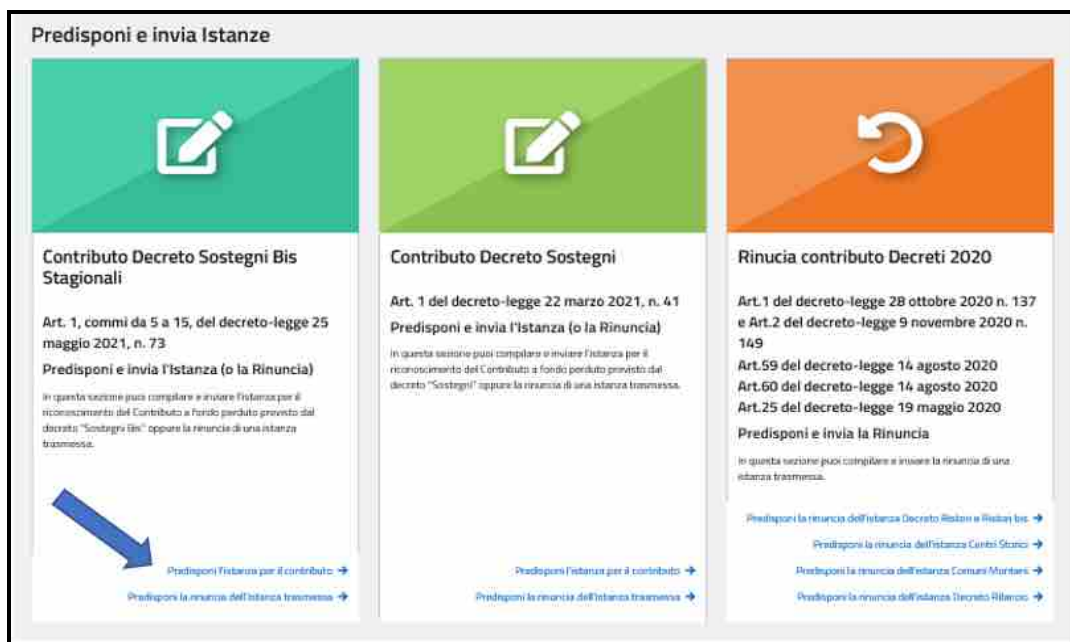 Predisponi e invia Istanze
Contributo Decreto Sostegni Bis
Stagionali
Art. 1, commi da 5 a 15, del decreto-legge 25
maggio 2021, n. 73
Predisponi e invia l'Istanza (o la Rinuncia)
In questa sezione puoi compilare e inviare l'istanza per il
riconoscimento del Contributo a fondo perduto previsto dal
decreto "Sostegni Bis" oppure la rinuncia di una istanza
trasmessa.
Predisponi l'istanza per il contributo →
Predisponi la rinuncia dell'istanza trasmessa →
Contributo Decreto Sostegni
Art. 1 del decreto-legge 22 marzo 2021, n. 41
Predisponi e invia l'Istanza (o la Rinuncia)
In questa sezione puoi compilare e inviare l'istanza per il
riconoscimento del Contributo a fondo perduto previsto dal
decreto "Sostegni" oppure la rinuncia di una istanza trasmessa.
Predisponi l'istanza per il contributo →
Predisponi la rinuncia dell'istanza trasmessa →
Rinucia contributo Decreti 2020
Art.1 del decreto-legge 28 ottobre 2020 n. 137
e Art.2 del decreto-legge 9 novembre 2020 n.
149
Art.59 del decreto-legge 14 agosto 2020
Art.60 del decreto-legge 14 agosto 2020
Art.25 del decreto-legge 19 maggio 2020
Predisponi e invia la Rinuncia
In questa sezione puoi compilare e inviare la rinuncia di una
istanza trasmessa.
Predisponi la rinuncia dell'istanza Decreto Ristori e Ristori bis →
Predisponi la rinuncia dell'istanza Centri Storici →
Predisponi la rinuncia dell'istanza Comuni Montani →
Predisponi la rinuncia dell'istanza Decreto Rilancio →